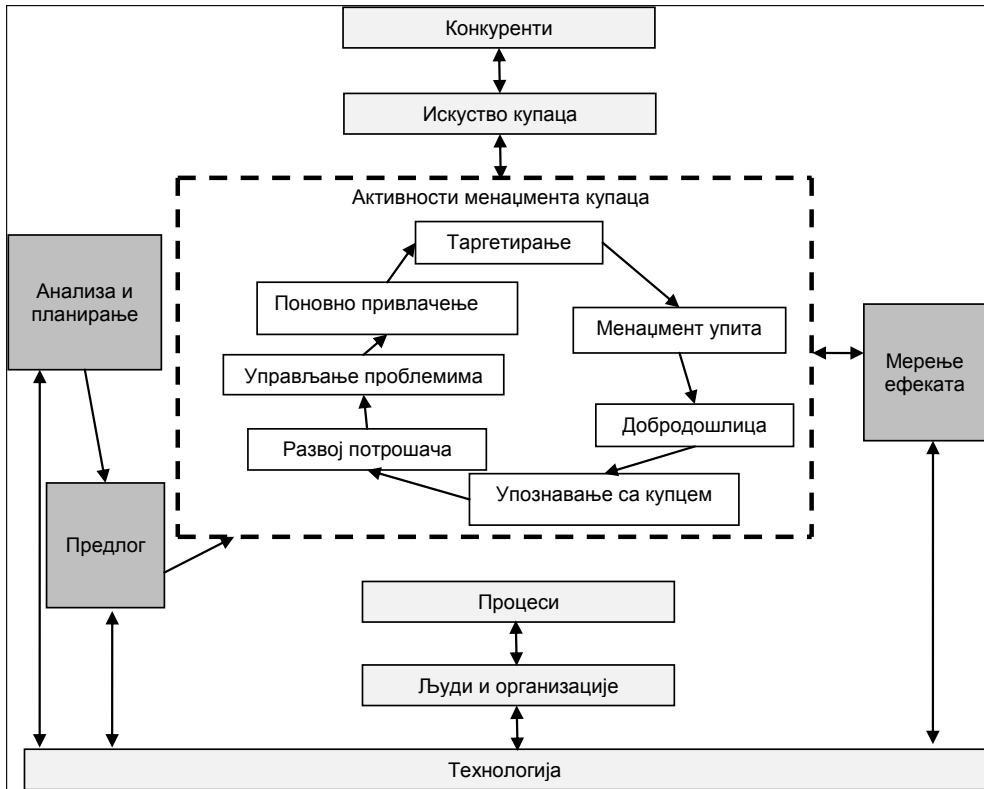 Конкуренти
Искуство купаца
Активности менаџмента купаца
Таргетирање
Анализа и
планирање
Поновно привлачење
Менаџмент упита
Мерење
ефеката
Управљање проблемима
Добродошлица
Развој потрошача
Упознавање са купцем
Предлог
Процеси
Људи и организације
Технологија